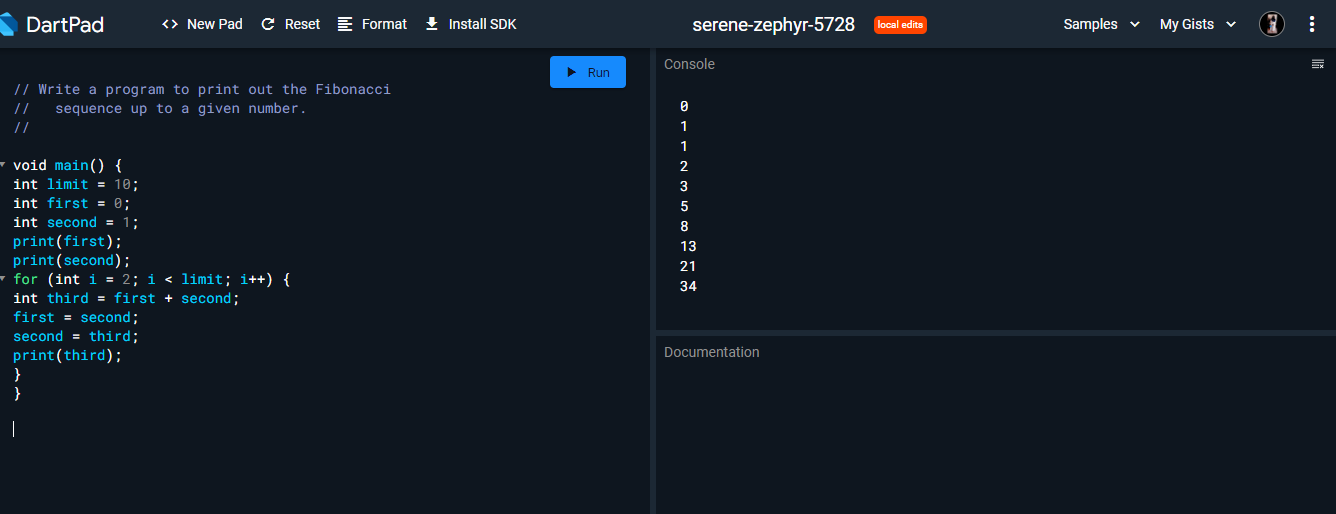 DartPad <> New Pad Reset Format Install SDK serene-zephyr-5728 local edits Samples My Gists
Run
// Write a program to print out the Fibonacci
//   sequence up to a given number.
//
void main() {
int limit = 10;
int first = 0;
int second = 1;
print(first);
print(second);
for (int i = 2; i < limit; i++) {
int third = first + second;
first = second;
second = third;
print(third);
}
}
Console
0
1
1
2
3
5
8
13
21
34
Documentation